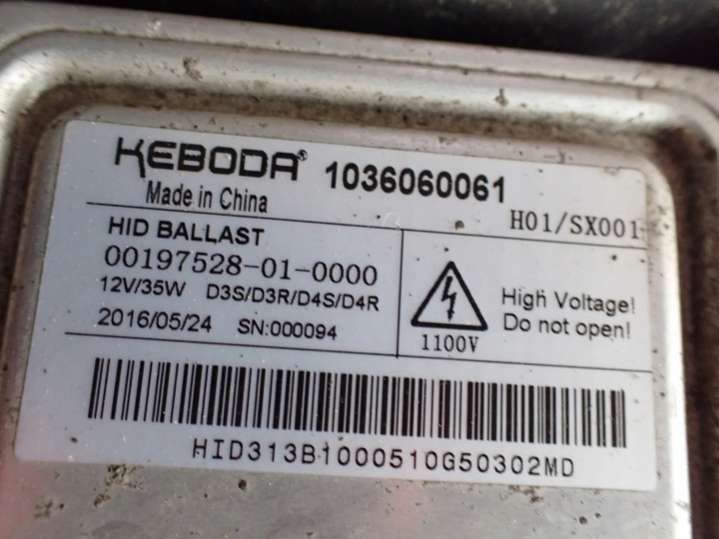 KEBODA® 1036060061
Made in China
H01/SX001
HID BALLAST
00197528-01-0000
12V/35W D3S/D3R/D4S/D4R
2016/05/24 SN:000094
1100V
High Voltage!
Do not open!
HID313B1000510G50302MD